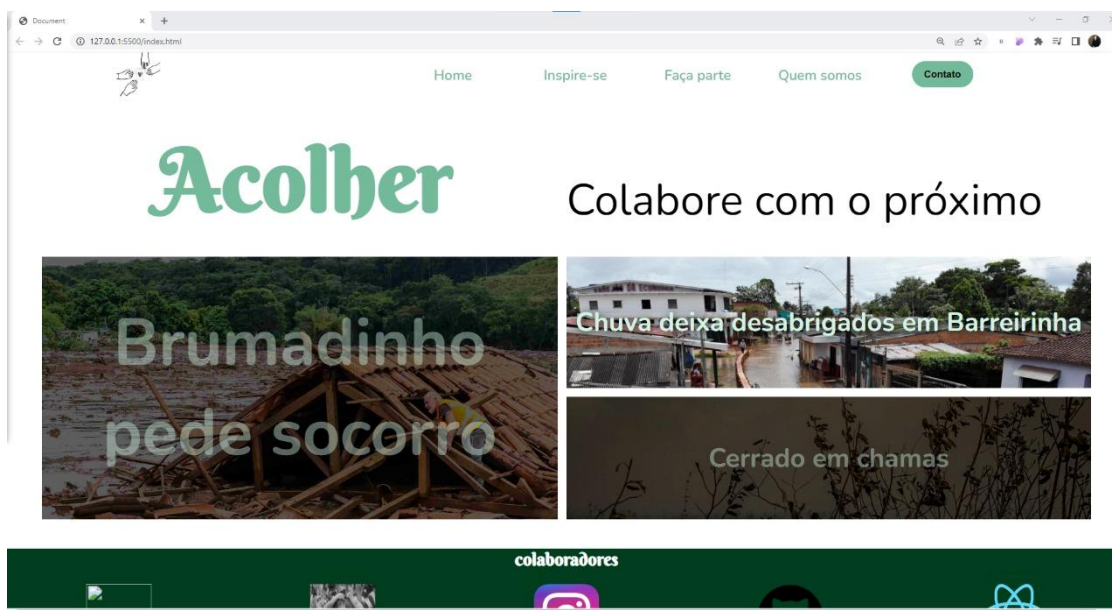 Document
127.0.0.1:5500/index.html
Home Inspire-se Faça parte Quem somos Contato
Acolher
Colabore com o próximo
Brumadinho
pede socorro
Chuva deixa desabrigados em Barreirinha
Cerrado em chamas
colaboradores